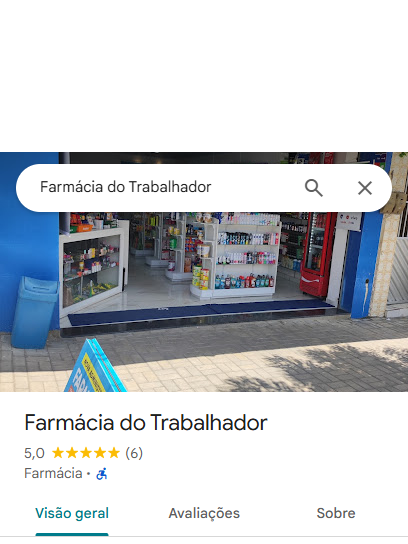 Farmácia do Trabalhador
Farmácia do Trabalhador
5,0 (6)
Farmácia ·
Visão geral
Avaliações
Sobre